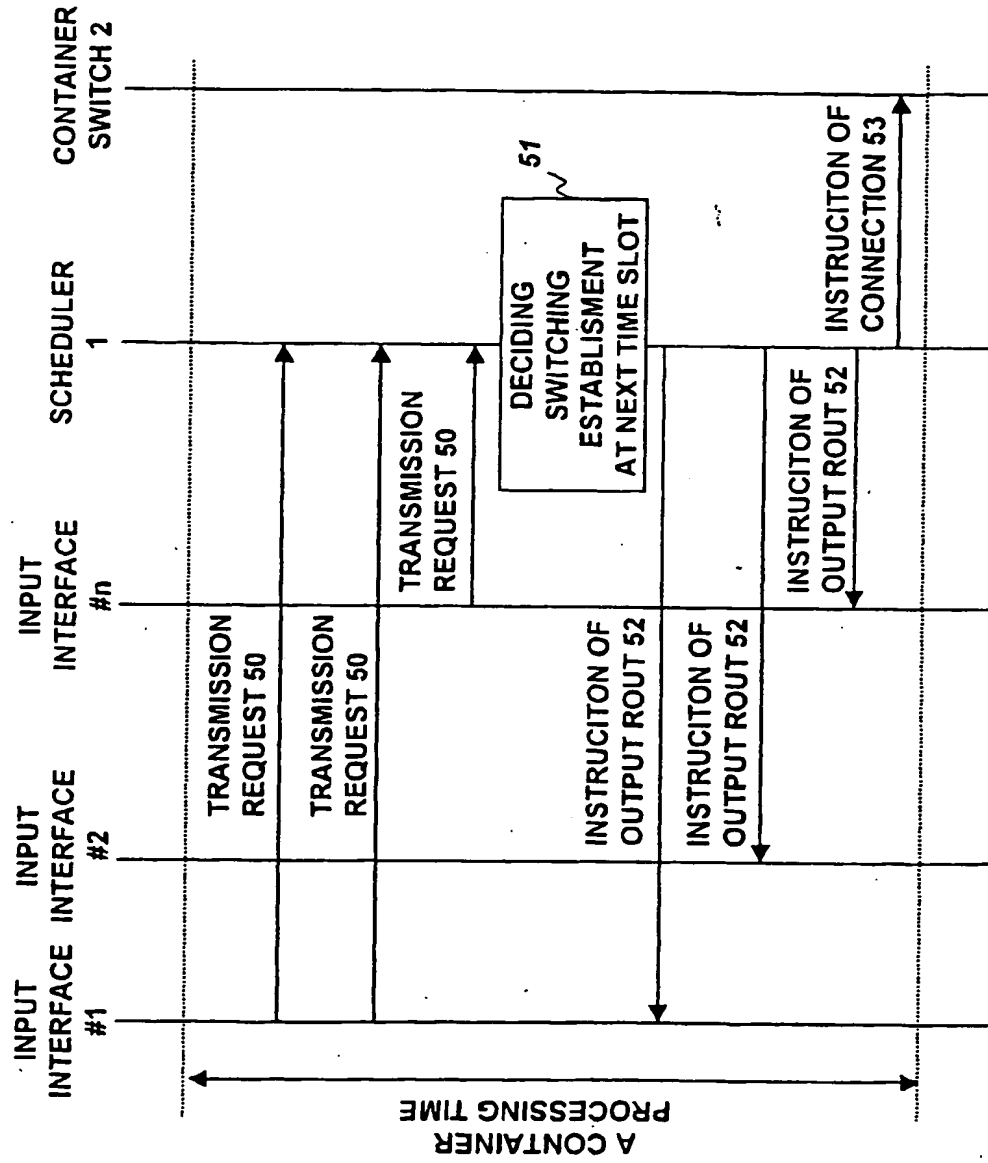 INPUT
INTERFACE
#1
INPUT
INTERFACE
#2
INPUT
INTERFACE
#n
SCHEDULER
1
CONTAINER
SWITCH 2
A CONTAINER
PROCESSING TIME
TRANSMISSION
REQUEST 50
TRANSMISSION
REQUEST 50
TRANSMISSION
REQUEST 50
51
DECIDING
SWITCHING
ESTABLISMENT
AT NEXT TIME SLOT
INSTRUCITON OF
OUTPUT ROUT 52
INSTRUCITON OF
OUTPUT ROUT 52
INSTRUCITON OF
OUTPUT ROUT 52
INSTRUCITON OF
CONNECTION 53